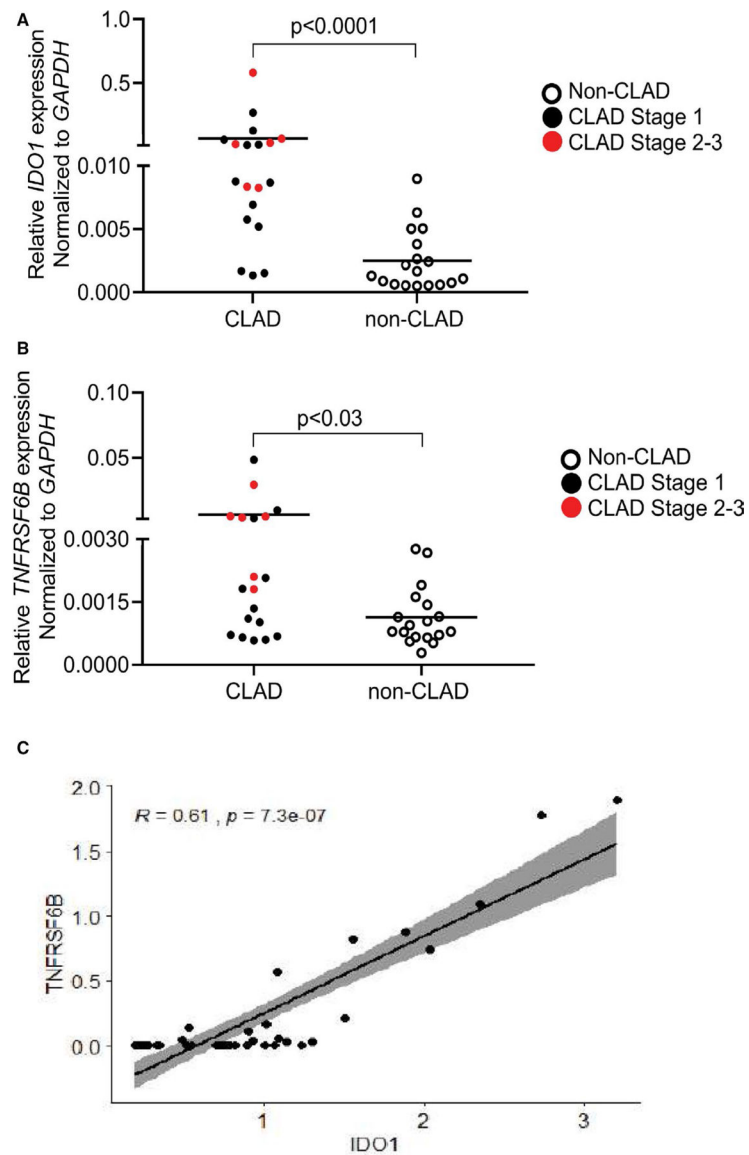 A
Relative IDO1 expression
Normalized to GAPDH
1.0
0.5
0.010
0.005
0.000
p<0.0001
CLAD
non-CLAD
Non-CLAD
CLAD Stage 1
CLAD Stage 2-3
B
Relative TNFRSF6B expression
Normalized to GAPDH
0.10
0.05
0.0030
0.0015
0.0000
p<0.03
CLAD
non-CLAD
Non-CLAD
CLAD Stage 1
CLAD Stage 2-3
C
TNFRSF6B
2.0
1.5
1.0
0.5
0.0
R = 0.61 , p = 7.3e-07
1
2
3
IDO1